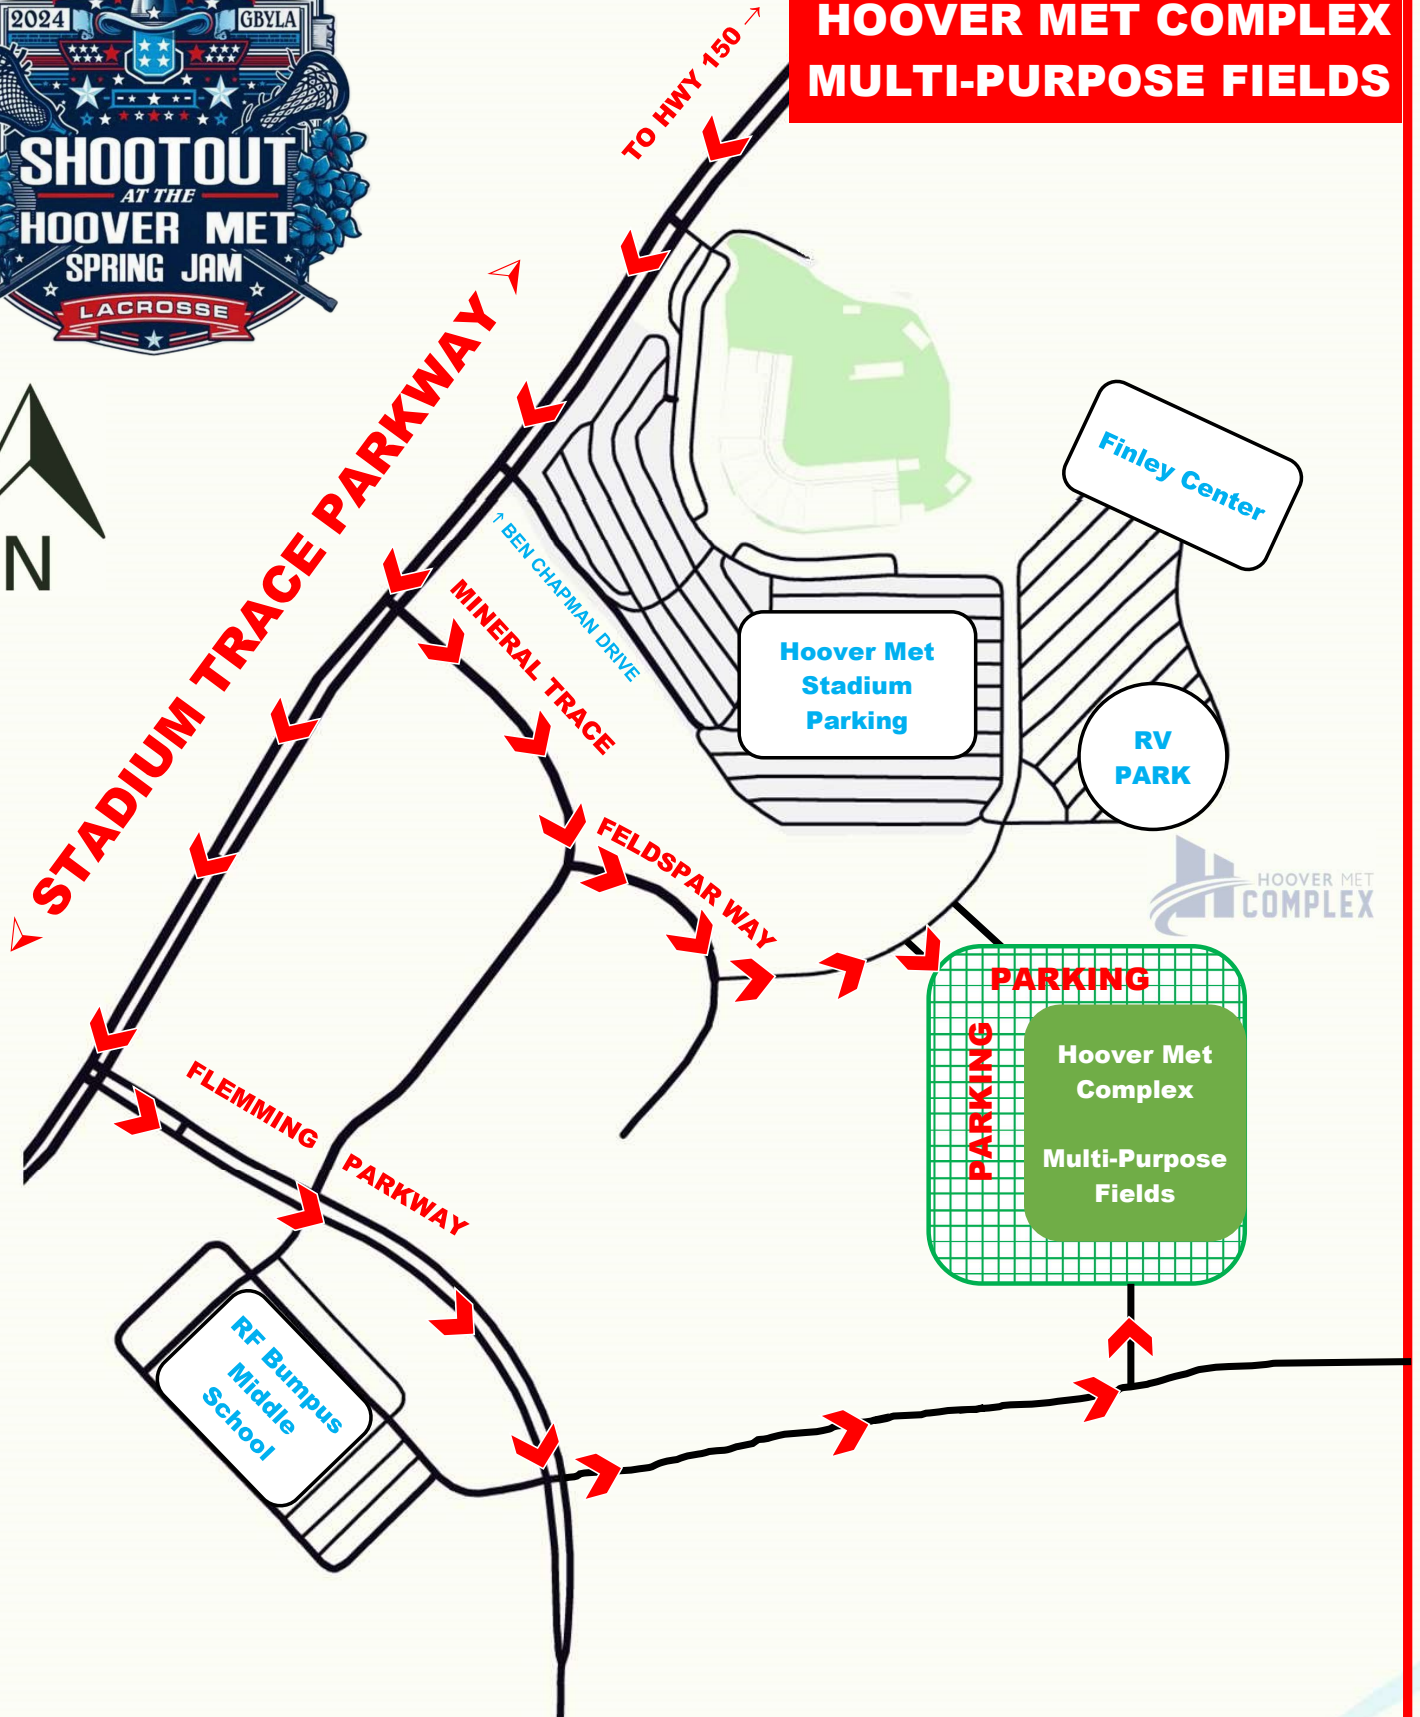 2024
GBYLA
SHOOTOUT
AT THE
HOOVER MET
SPRING JAM
LACROSSE
HOOVER MET COMPLEX
MULTI-PURPOSE FIELDS
TO HWY 150 →
STADIUM TRACE PARKWAY
N
Finley Center
↑ BEN CHAPMAN DRIVE
MINERAL TRACE
Hoover Met
Stadium
Parking
RV
PARK
FELDSPAR WAY
HOOVER MET
COMPLEX
PARKING
PARKING
Hoover Met
Complex
Multi-Purpose
Fields
FLEMMING PARKWAY
RF Bumpus
Middle
School